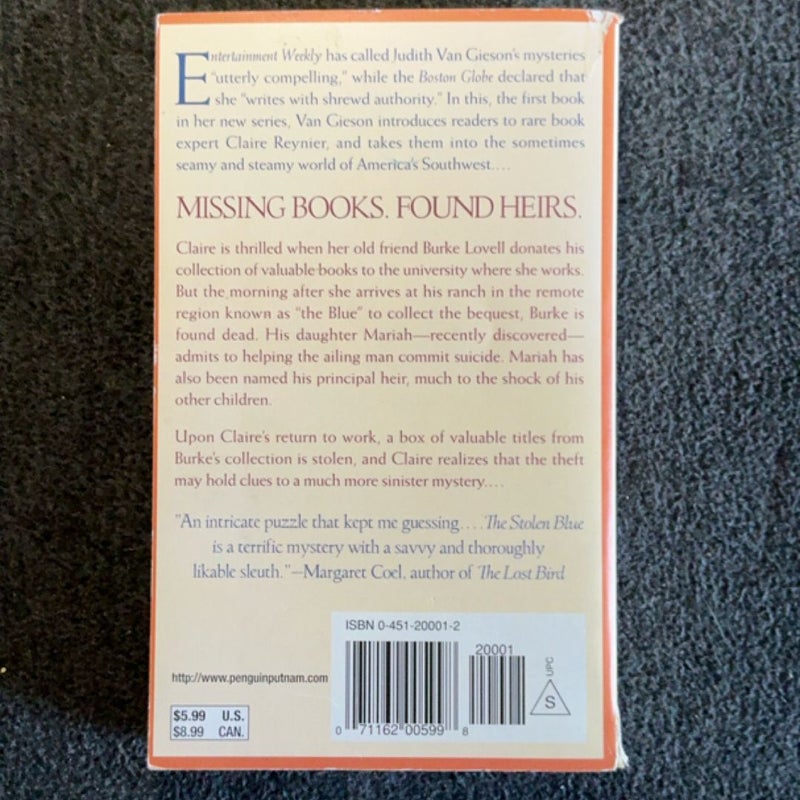 Entertainment Weekly has called Judith Van Gieson's mysteries
"utterly compelling," while the Boston Globe declared that
she "writes with shrewd authority." In this, the first book
in her new series, Van Gieson introduces readers to rare book
expert Claire Reynier, and takes them into the sometimes
seamy and steamy world of America's Southwest....
MISSING BOOKS. FOUND HEIRS.
Claire is thrilled when her old friend Burke Lovell donates his
collection of valuable books to the university where she works.
But the morning after she arrives at his ranch in the remote
region known as "the Blue" to collect the bequest, Burke is
found dead. His daughter Mariah—recently discovered—
admits to helping the ailing man commit suicide. Mariah has
also been named his principal heir, much to the shock of his
other children.
Upon Claire's return to work, a box of valuable titles from
Burke's collection is stolen, and Claire realizes that the theft
may hold clues to a much more sinister mystery....
"An intricate puzzle that kept me guessing....The Stolen Blue
is a terrific mystery with a savvy and thoroughly
likable sleuth."—Margaret Coel, author of The Lost Bird
ISBN 0-451-20001-2
20001
UPC
S
http://www.penguinputnam.com
$5.99 U.S.
$8.99 CAN.
0 71162 00599 8